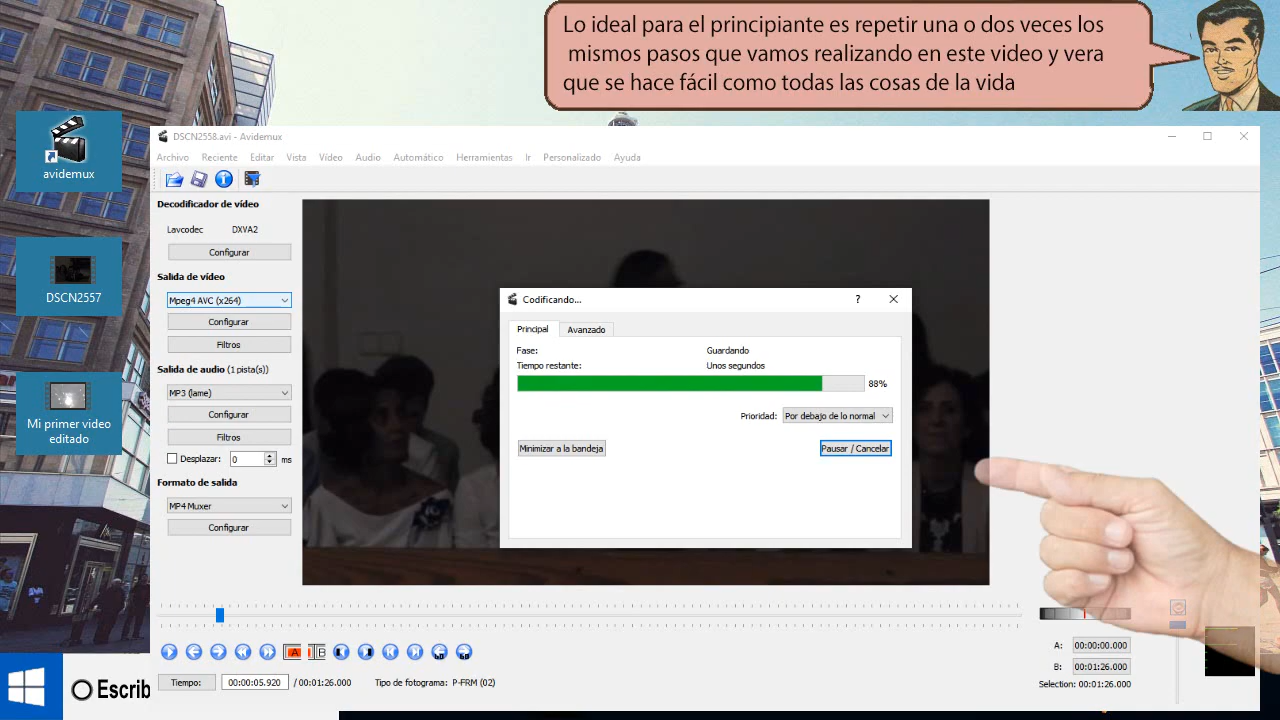 Lo ideal para el principiante es repetir una o dos veces los
mismos pasos que vamos realizando en este video y vera
que se hace fácil como todas las cosas de la vida
avidemux
DSCN2557
Mi primer video
editado
DSCN2558.avi - Avidemux
Archivo Reciente Editar Vista Vídeo Audio Automático Herramientas Ir Personalizado Ayuda
Decodificador de vídeo
Lavcodec DXVA2
Configurar
Salida de vídeo
Mpeg4 AVC (x264)
Configurar
Filtros
Salida de audio (1 pista(s))
MP3 (lame)
Configurar
Filtros
Desplazar: 0 ms
Formato de salida
MP4 Muxer
Configurar
Codificando...
?
Principal Avanzado
Fase: Guardando
Tiempo restante: Unos segundos
88%
Prioridad: Por debajo de lo normal
Minimizar a la bandeja Pausar / Cancelar
A B
60 60
Tiempo: 00:00:05.920 / 00:01:26.000 Tipo de fotograma: P-FRM (02)
A: 00:00:00.000
B: 00:01:26.000
Selection: 00:01:26.000
Escrib